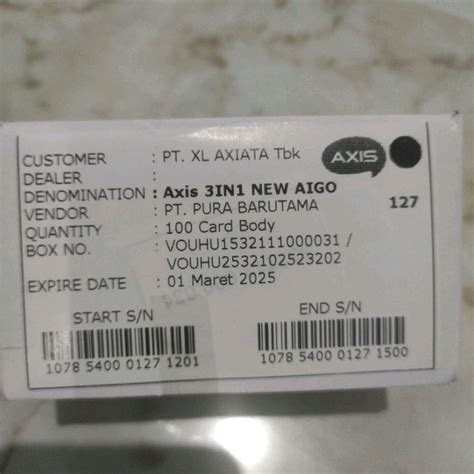 CUSTOMER : PT. XL AXIATA Tbk AXIS
DEALER :
DENOMINATION : Axis 3IN1 NEW AIGO
VENDOR : PT. PURA BARUTAMA 127
QUANTITY : 100 Card Body
BOX NO. : VOUHU1532111000031 /
VOUHU2532102523202
EXPIRE DATE : 01 Maret 2025
START S/N END S/N
1078 5400 0127 1201 1078 5400 0127 1500